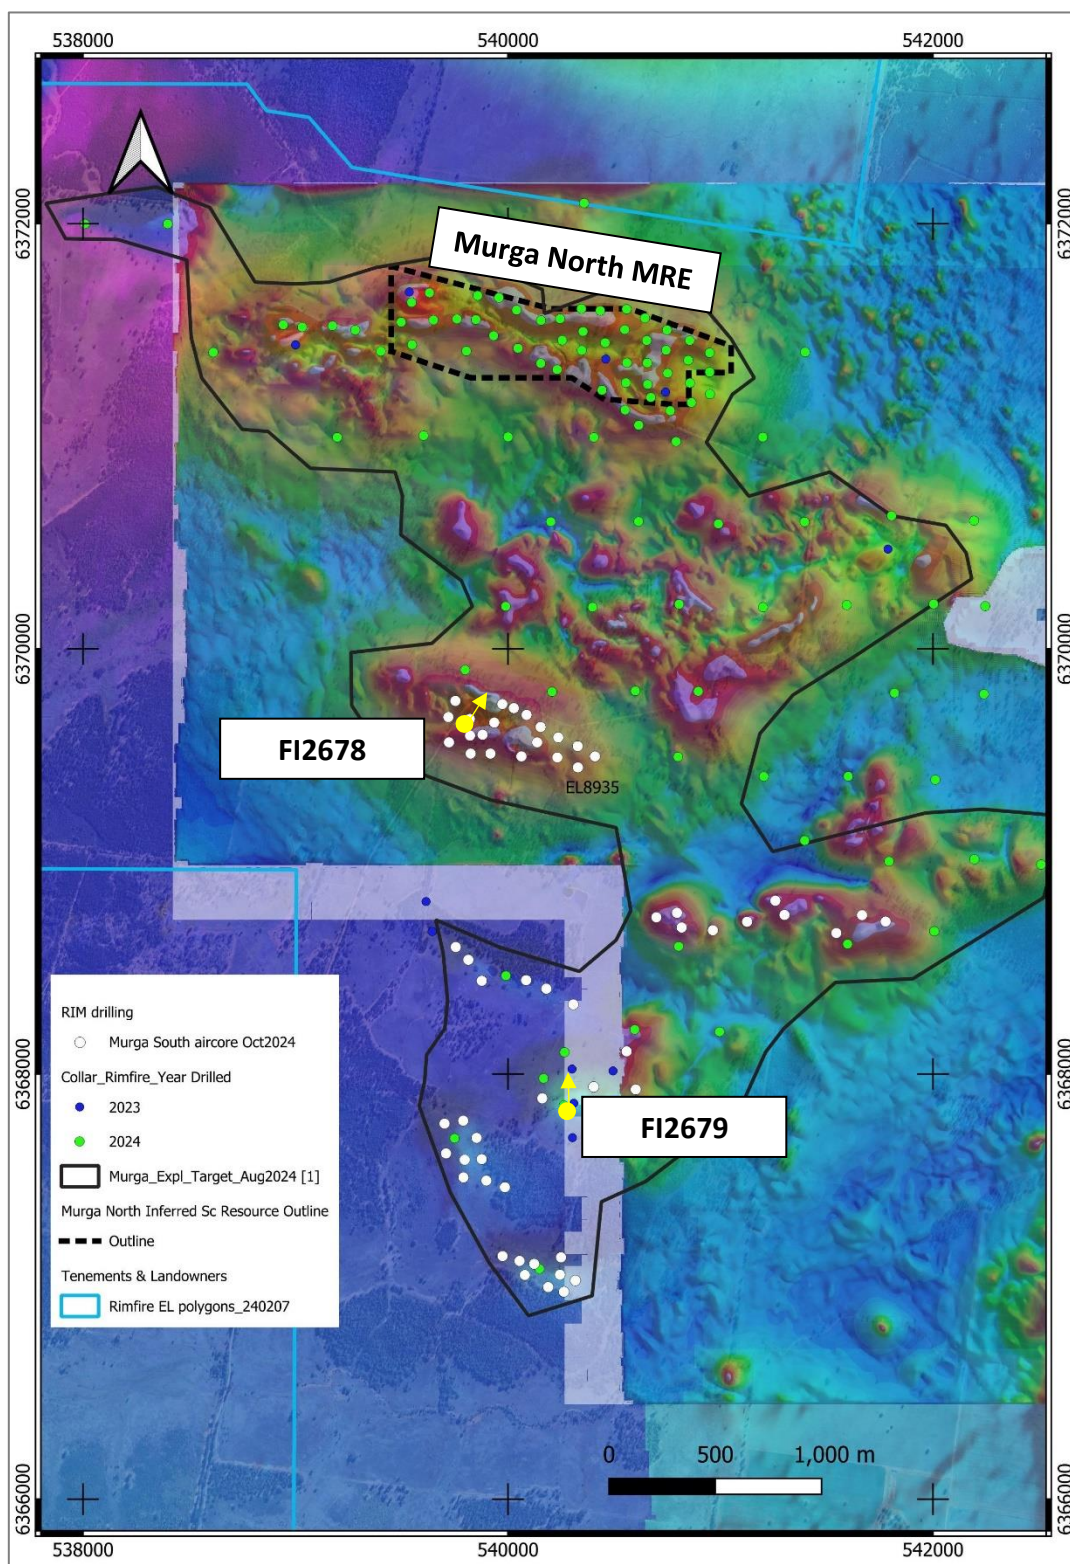 538000
540000
542000
6372000
6372000
Murga North MRE
6370000
6370000
FI2678
EL8935
6368000
6368000
FI2679
RIM drilling
Murga South aircore Oct2024
Collar_Rimfire_Year Drilled
2023
2024
Murga_Expl_Target_Aug2024 [1]
Murga North Inferred Sc Resource Outline
Outline
Tenements & Landowners
Rimfire EL polygons_240207
0
500
1,000 m
6366000
6366000
538000
540000
542000